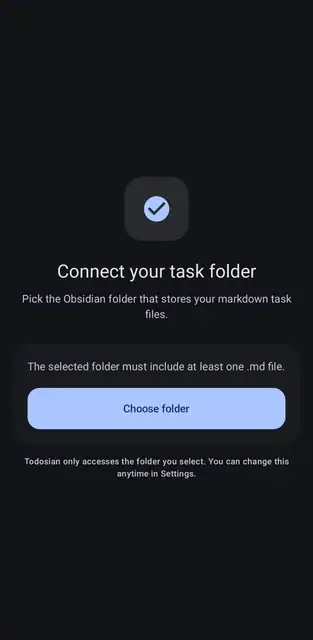 Connect your task folder
Pick the Obsidian folder that stores your markdown task
files.
The selected folder must include at least one .md file.
Choose folder
Todosian only accesses the folder you select. You can change this
anytime in Settings.